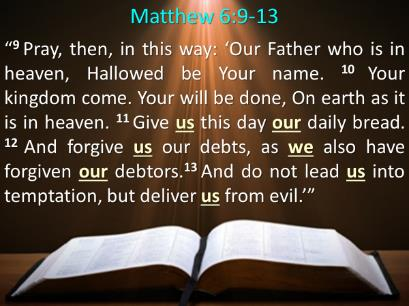 Matthew 6:9-13
“9 Pray, then, in this way: ‘Our Father who is in
heaven, Hallowed be Your name. 10 Your
kingdom come. Your will be done, On earth as it
is in heaven. 11 Give us this day our daily bread.
12 And forgive us our debts, as we also have
forgiven our debtors.13 And do not lead us into
temptation, but deliver us from evil.’”